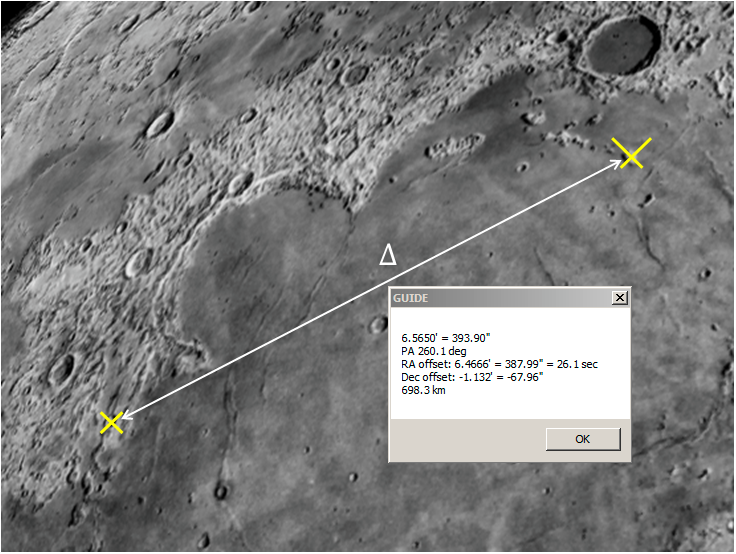 Δ
GUIDE
6.5650' = 393.90"
PA 260.1 deg
RA offset: 6.4666' = 387.99" = 26.1 sec
Dec offset: -1.132' = -67.96"
698.3 km
OK